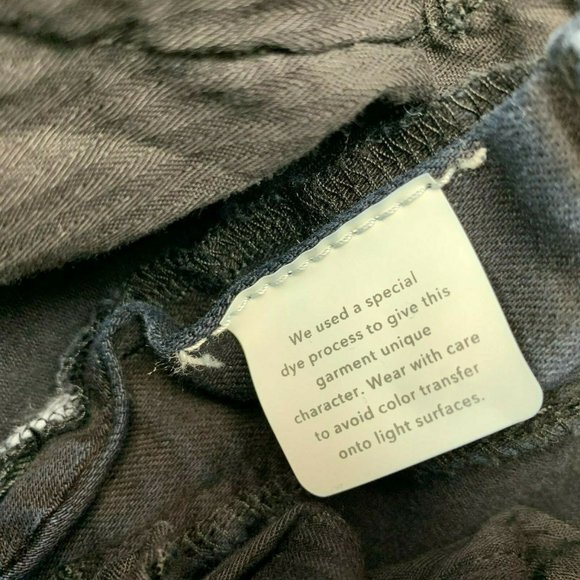 We used a special
dye process to give this
garment unique
character. Wear with care
to avoid color transfer
onto light surfaces.